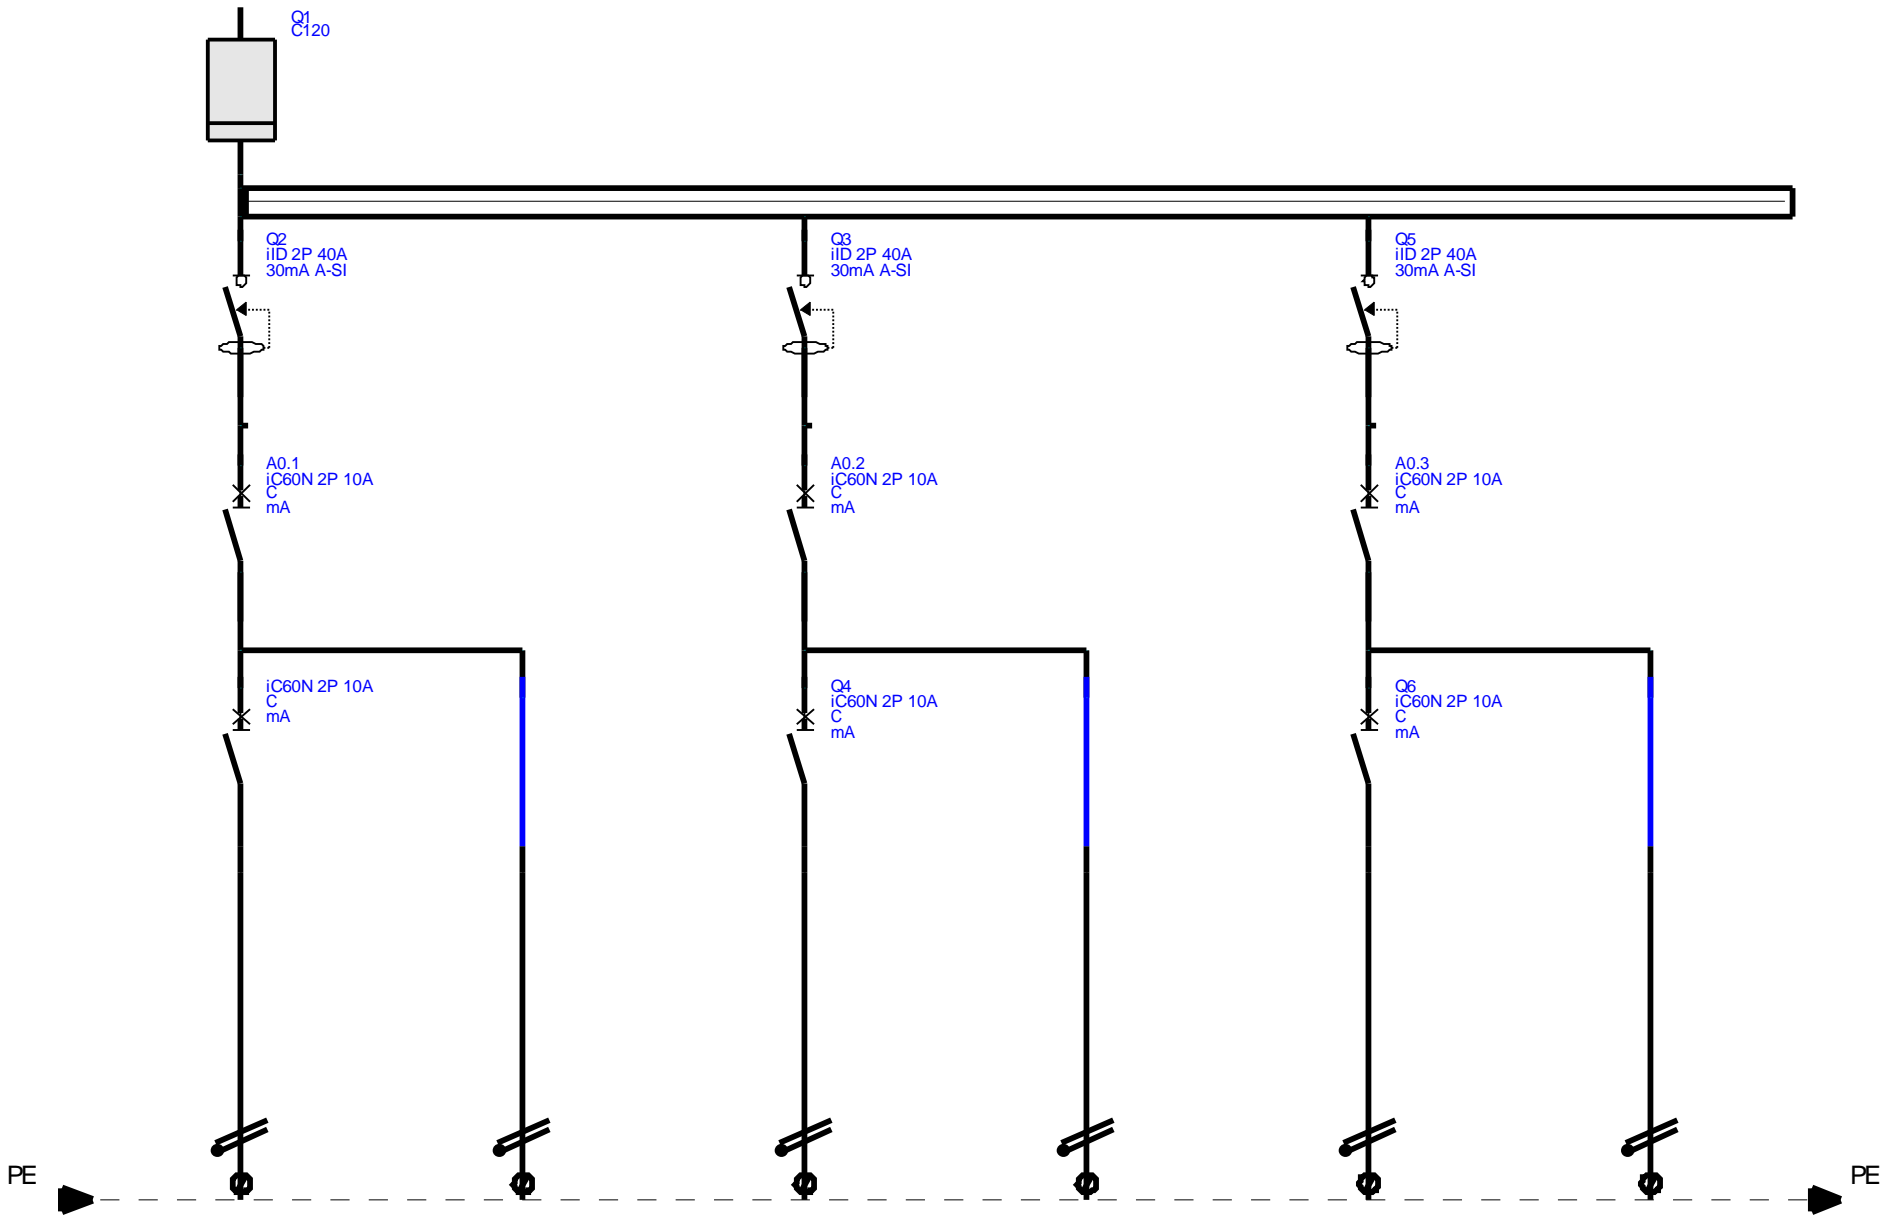 Q1
C120
Q2
iID 2P 40A
30mA A-SI
Q3
iID 2P 40A
30mA A-SI
Q5
iID 2P 40A
30mA A-SI
A0.1
iC60N 2P 10A
C
mA
A0.2
iC60N 2P 10A
C
mA
A0.3
iC60N 2P 10A
C
mA
iC60N 2P 10A
C
mA
Q4
iC60N 2P 10A
C
mA
Q6
iC60N 2P 10A
C
mA
PE
PE